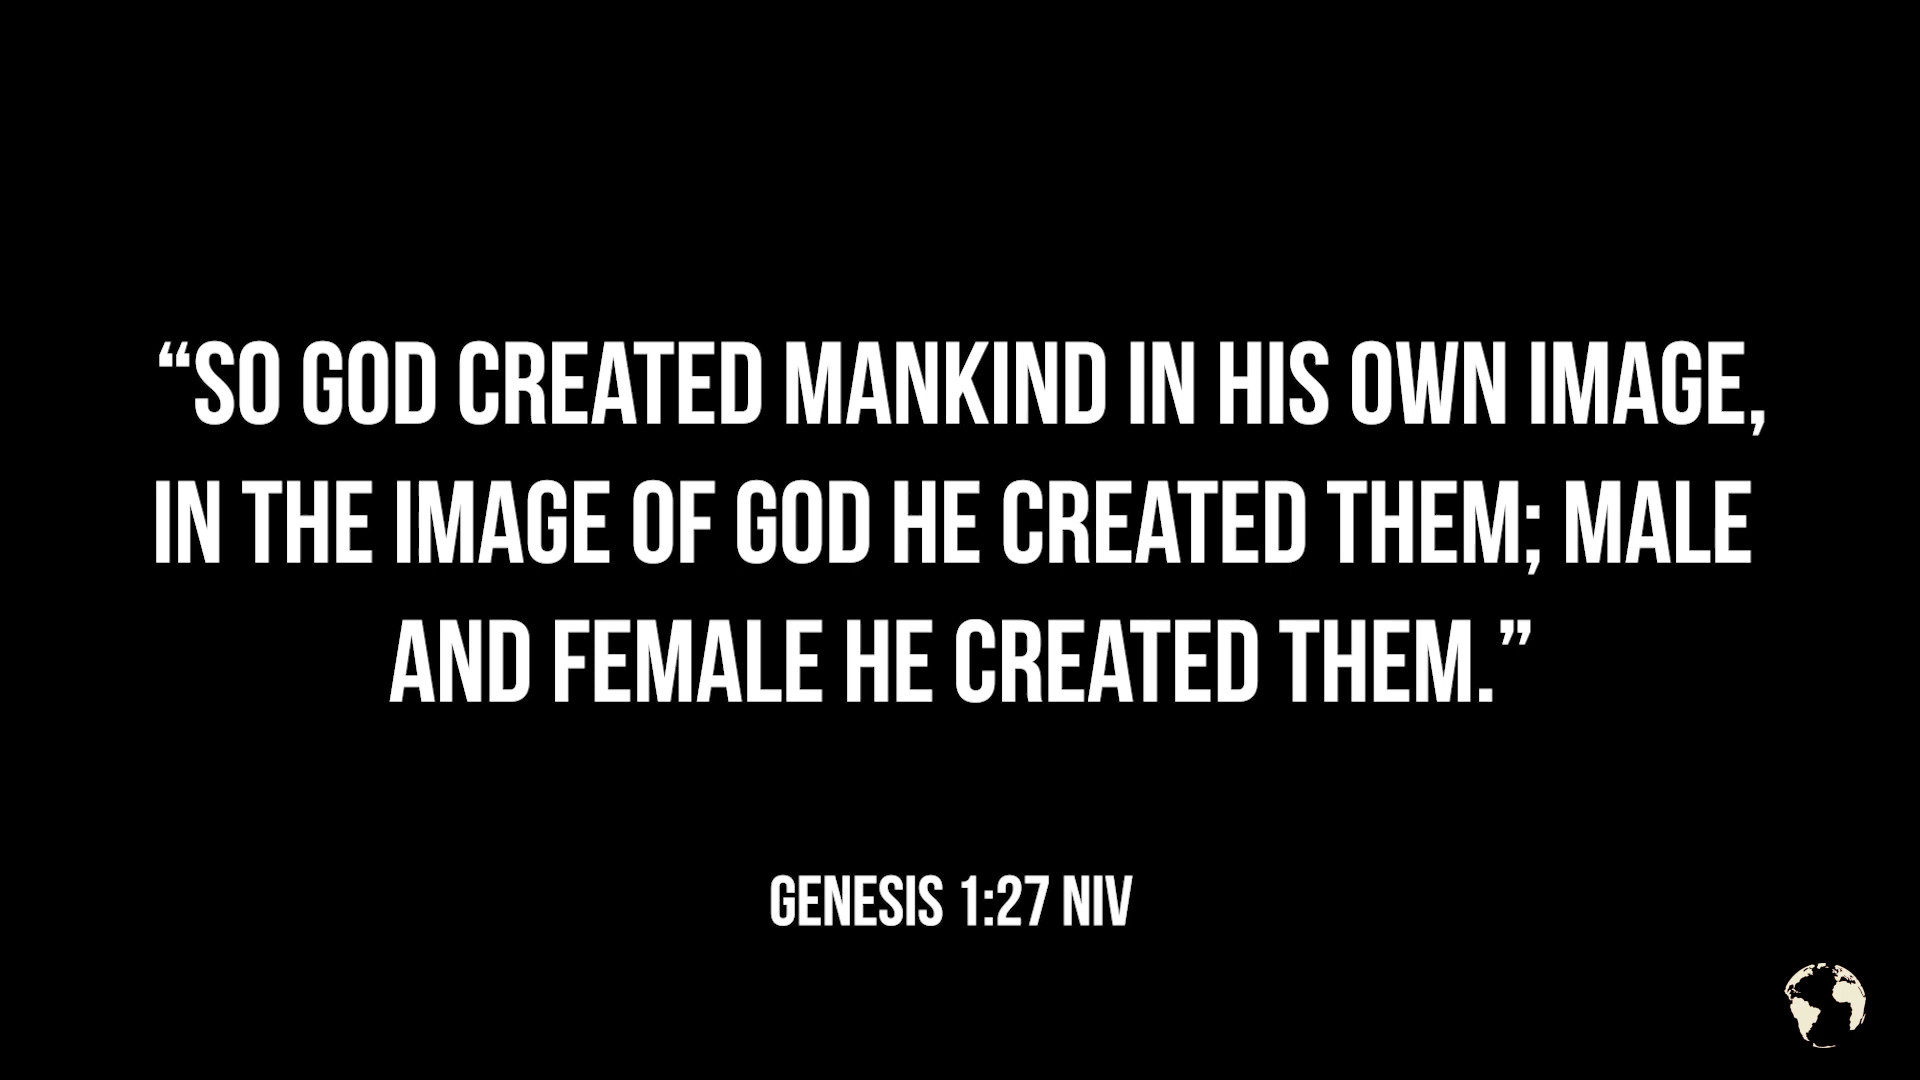 “SO GOD CREATED MANKIND IN HIS OWN IMAGE,
IN THE IMAGE OF GOD HE CREATED THEM; MALE
AND FEMALE HE CREATED THEM.”
GENESIS 1:27 NIV